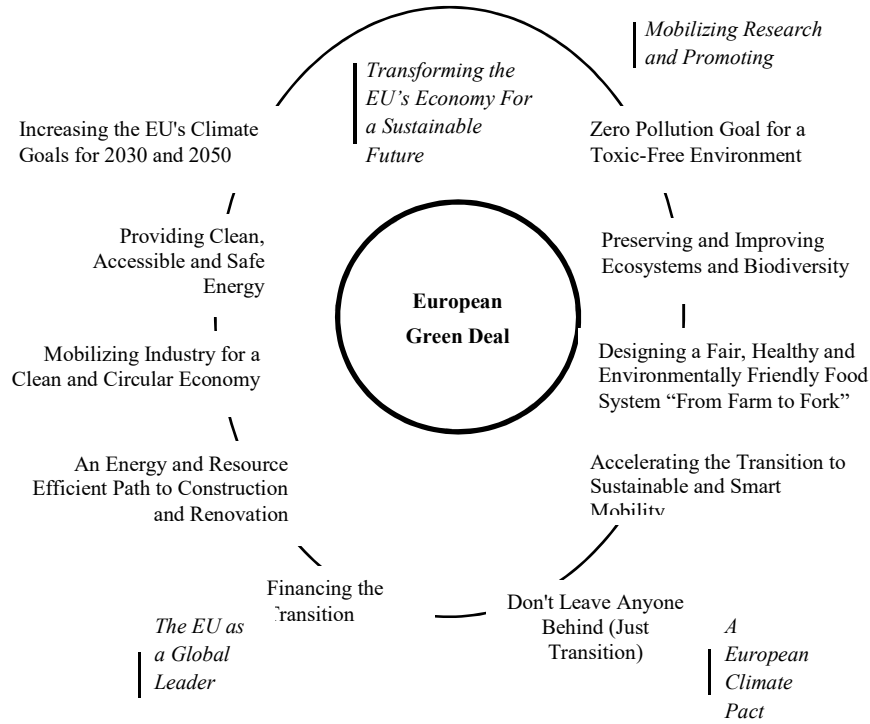 Mobilizing Research
and Promoting
Transforming the
EU’s Economy For
a Sustainable
Future
Increasing the EU's Climate
Goals for 2030 and 2050
Zero Pollution Goal for a
Toxic-Free Environment
Providing Clean,
Accessible and Safe
Energy
Preserving and Improving
Ecosystems and Biodiversity
European
Green Deal
Mobilizing Industry for a
Clean and Circular Economy
Designing a Fair, Healthy and
Environmentally Friendly Food
System “From Farm to Fork”
An Energy and Resource
Efficient Path to Construction
and Renovation
Accelerating the Transition to
Sustainable and Smart
Mobility
Financing the
Transition
Don't Leave Anyone
Behind (Just
Transition)
The EU as
a Global
Leader
A
European
Climate
Pact